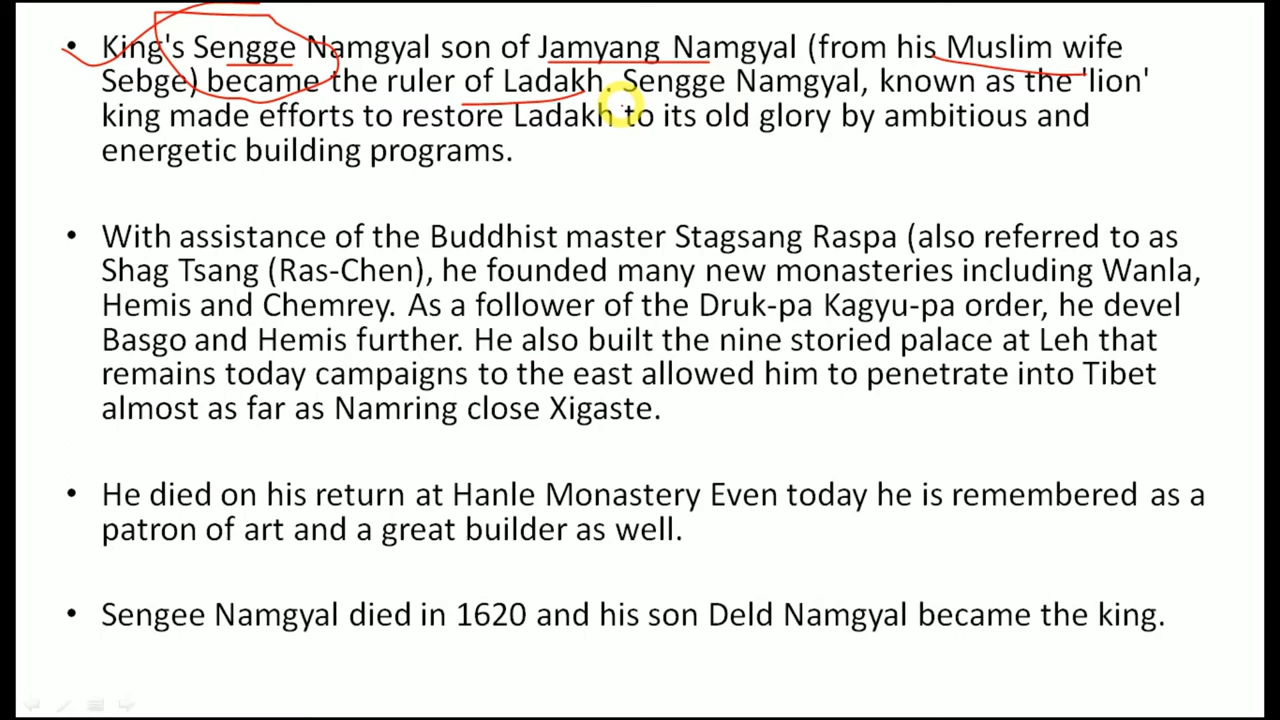 • King's Sengge Namgyal son of Jamyang Namgyal (from his Muslim wife
Sebge) became the ruler of Ladakh. Sengge Namgyal, known as the 'lion'
king made efforts to restore Ladakh to its old glory by ambitious and
energetic building programs.
• With assistance of the Buddhist master Stagsang Raspa (also referred to as
Shag Tsang (Ras-Chen), he founded many new monasteries including Wanla,
Hemis and Chemrey. As a follower of the Druk-pa Kagyu-pa order, he devel
Basgo and Hemis further. He also built the nine storied palace at Leh that
remains today campaigns to the east allowed him to penetrate into Tibet
almost as far as Namring close Xigaste.
• He died on his return at Hanle Monastery Even today he is remembered as a
patron of art and a great builder as well.
• Sengee Namgyal died in 1620 and his son Deld Namgyal became the king.